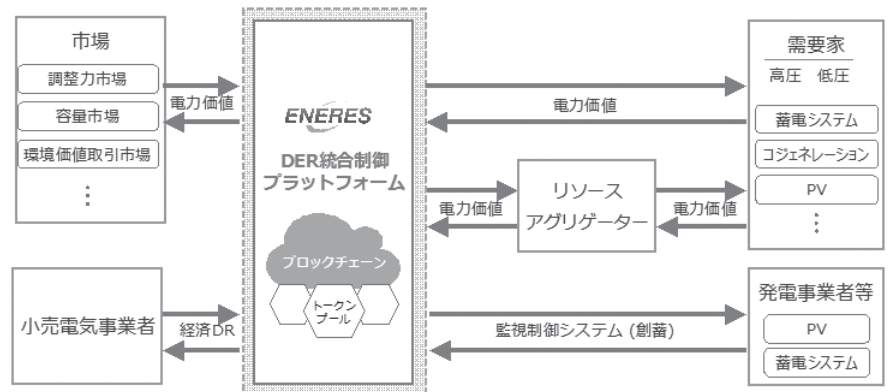 市場
調整力市場
容量市場
環境価値取引市場
⋮
電力価値
小売電気事業者
経済DR
ENERES
DER統合制御
プラットフォーム
ブロックチェーン
トークン
プール
電力価値
電力価値
リソース
アグリゲーター
電力価値
監視制御システム (創蓄)
需要家
高圧 低圧
蓄電システム
コジェネレーション
PV
⋮
発電事業者等
PV
蓄電システム